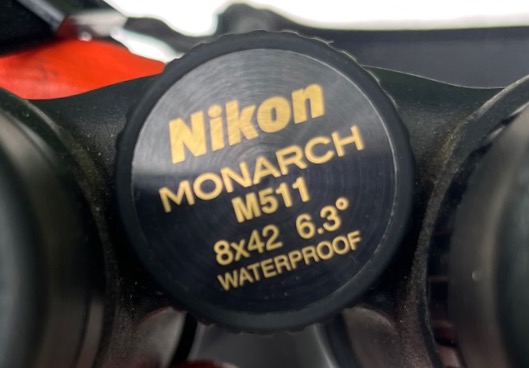 Nikon
MONARCH
M511
8x42 6.3°
WATERPROOF